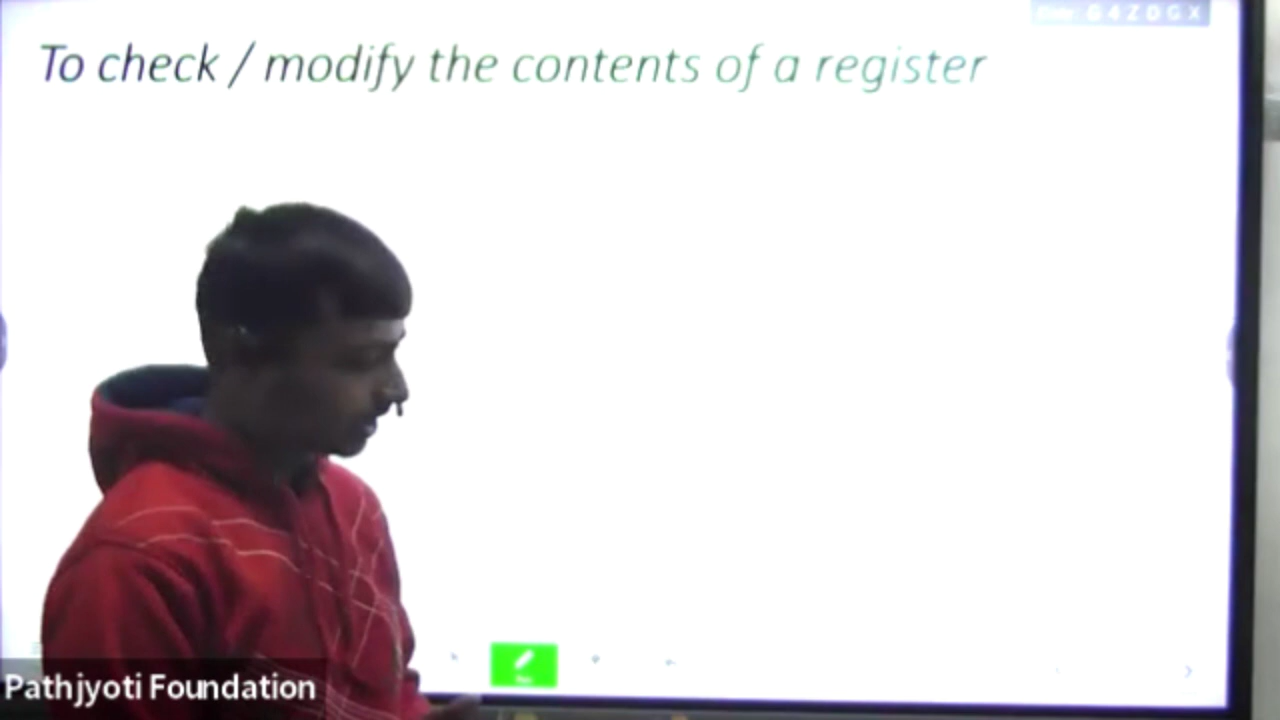 To check / modify the contents of a register
Pathjyoti Foundation